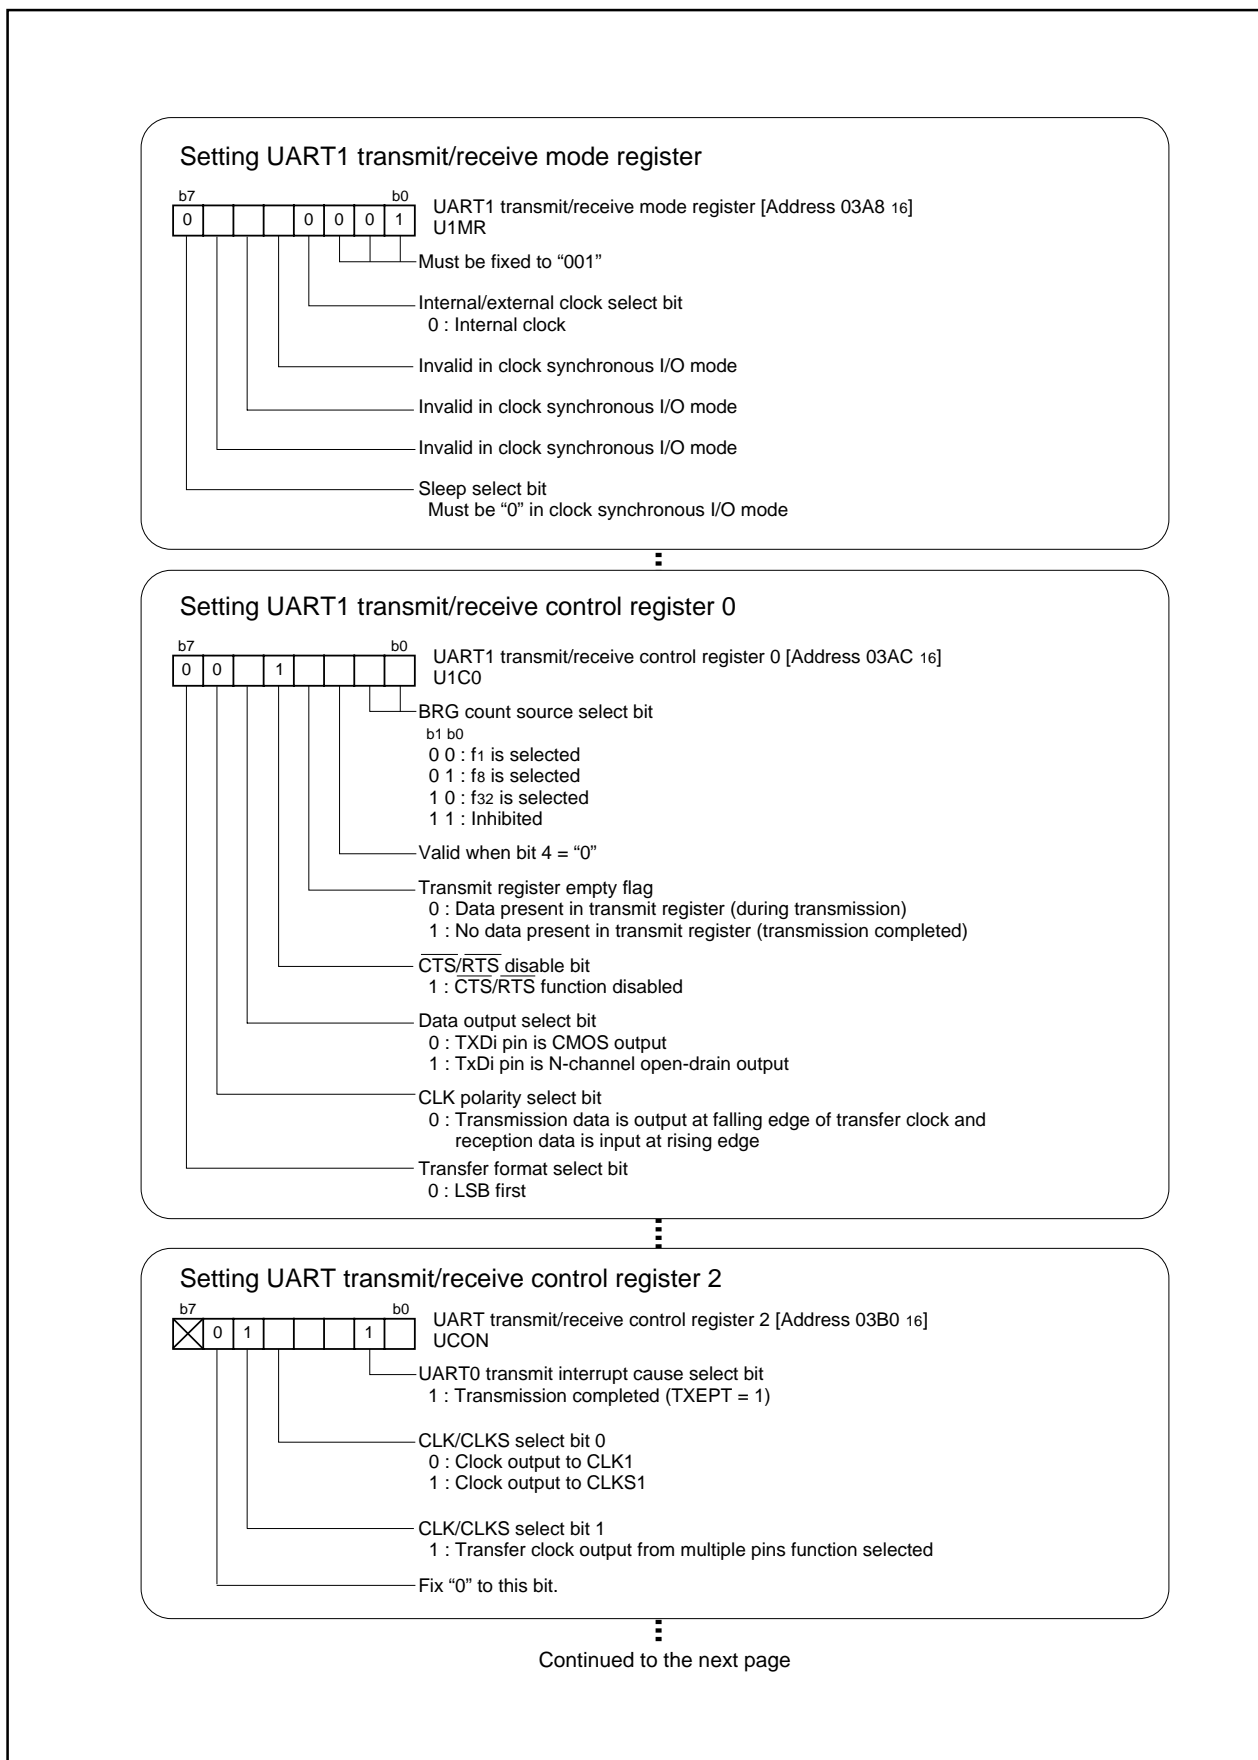 Setting UART1 transmit/receive mode register
b7 b0
0 0 0 0 1
UART1 transmit/receive mode register [Address 03A8 16]
U1MR
Must be fixed to “001”
Internal/external clock select bit
0 : Internal clock
Invalid in clock synchronous I/O mode
Invalid in clock synchronous I/O mode
Invalid in clock synchronous I/O mode
Sleep select bit
Must be “0” in clock synchronous I/O mode
Setting UART1 transmit/receive control register 0
b7 b0
0 0 1
UART1 transmit/receive control register 0 [Address 03AC 16]
U1C0
BRG count source select bit
b1 b0
0 0 : f1 is selected
0 1 : f8 is selected
1 0 : f32 is selected
1 1 : Inhibited
Valid when bit 4 = “0”
Transmit register empty flag
0 : Data present in transmit register (during transmission)
1 : No data present in transmit register (transmission completed)
CTS/RTS disable bit
1 : CTS/RTS function disabled
Data output select bit
0 : TXDi pin is CMOS output
1 : TxDi pin is N-channel open-drain output
CLK polarity select bit
0 : Transmission data is output at falling edge of transfer clock and
reception data is input at rising edge
Transfer format select bit
0 : LSB first
Setting UART transmit/receive control register 2
b7 b0
0 1 1
UART transmit/receive control register 2 [Address 03B0 16]
UCON
UART0 transmit interrupt cause select bit
1 : Transmission completed (TXEPT = 1)
CLK/CLKS select bit 0
0 : Clock output to CLK1
1 : Clock output to CLKS1
CLK/CLKS select bit 1
1 : Transfer clock output from multiple pins function selected
Fix “0” to this bit.
Continued to the next page